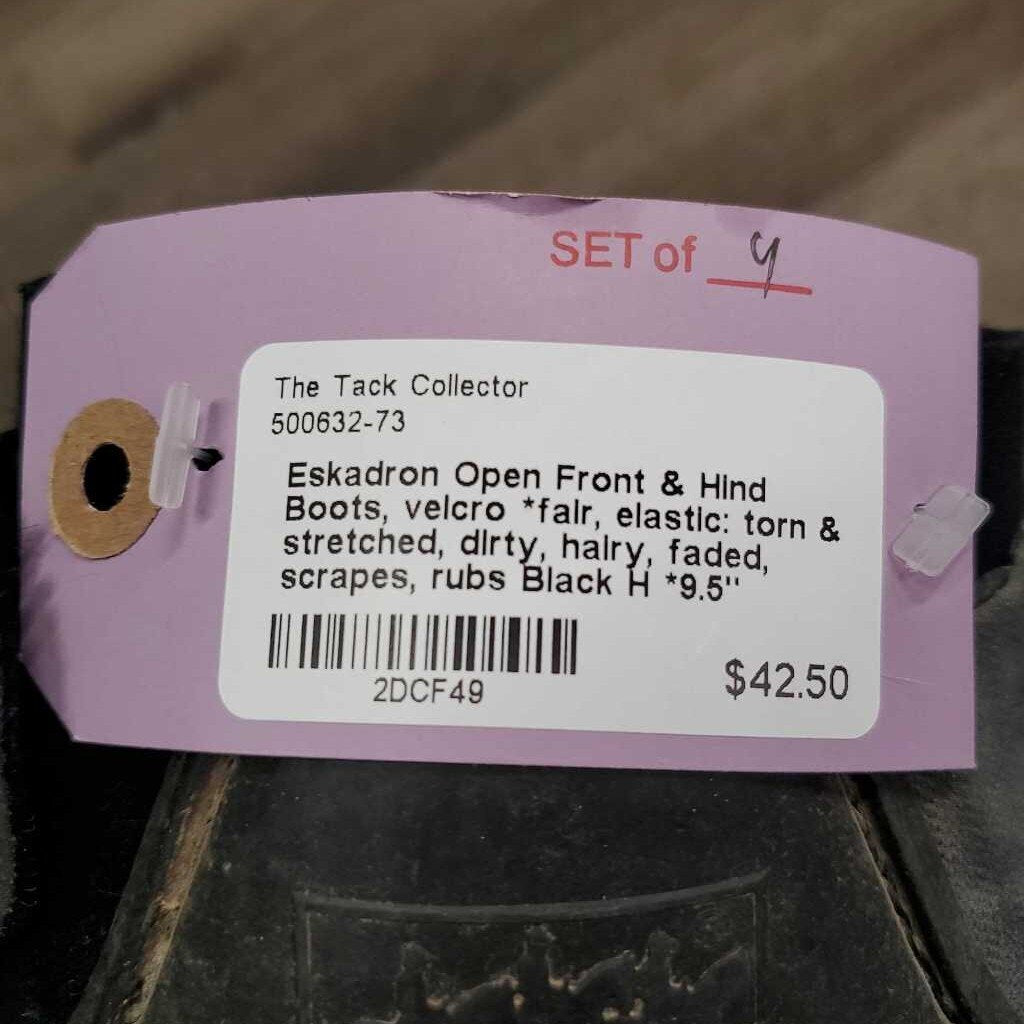 SET of 4
The Tack Collector
500632-73
Eskadron Open Front & Hind
Boots, velcro *fair, elastic: torn &
stretched, dirty, hairy, faded,
scrapes, rubs Black H *9.5"
2DCF49
$42.50